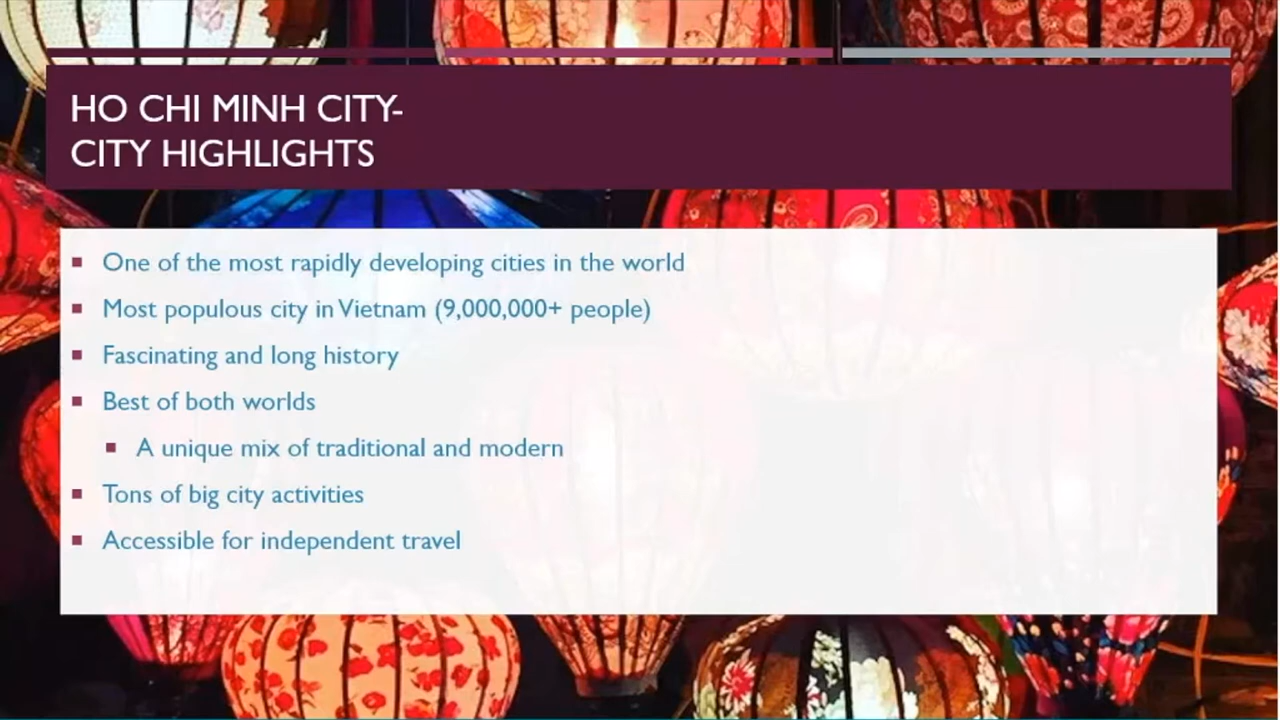 HO CHI MINH CITY-
CITY HIGHLIGHTS
One of the most rapidly developing cities in the world
Most populous city in Vietnam (9,000,000+ people)
Fascinating and long history
Best of both worlds
A unique mix of traditional and modern
Tons of big city activities
Accessible for independent travel